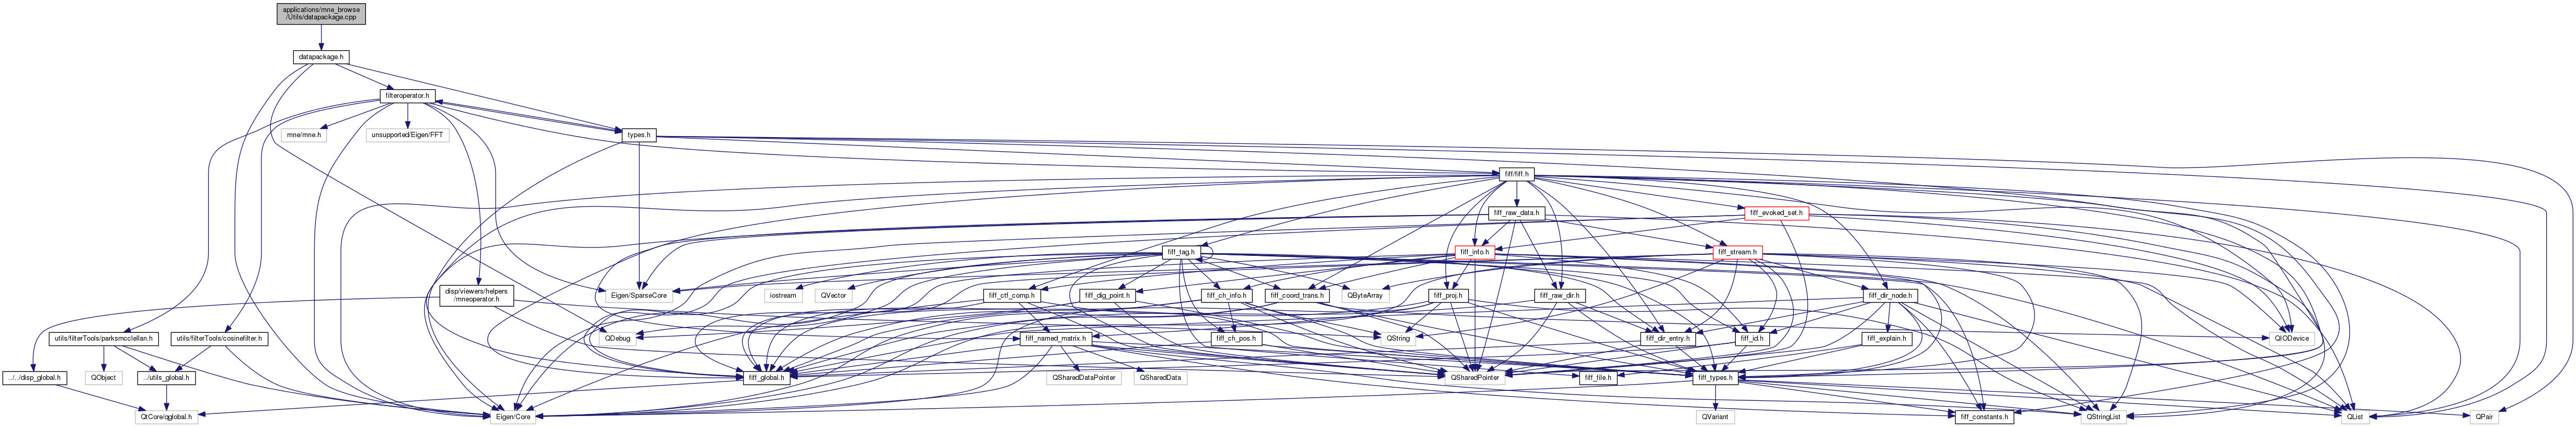 applications/mne_browse
/Utils/datapackage.cpp
datapackage.h
filteroperator.h
mne/mne.h
unsupported/Eigen/FFT
types.h
fiff/fiff.h
fiff_raw_data.h
fiff_evoked_set.h
fiff_tag.h
fiff_info.h
fiff_stream.h
disp/viewers/helpers
/mneoperator.h
Eigen/SparseCore
iostream
QVector
fiff_ctf_comp.h
fiff_dig_point.h
fiff_ch_info.h
fiff_coord_trans.h
QByteArray
fiff_proj.h
fiff_raw_dir.h
fiff_dir_node.h
utils/filterTools/parksmcclellan.h
utils/filterTools/cosinefilter.h
QDebug
fiff_named_matrix.h
fiff_ch_pos.h
QString
fiff_dir_entry.h
fiff_id.h
fiff_explain.h
QIODevice
../../disp_global.h
QObject
../utils_global.h
fiff_global.h
QSharedDataPointer
QSharedData
QSharedPointer
fiff_file.h
fiff_types.h
QtCore/qglobal.h
Eigen/Core
QVariant
fiff_constants.h
QStringList
QList
QPair